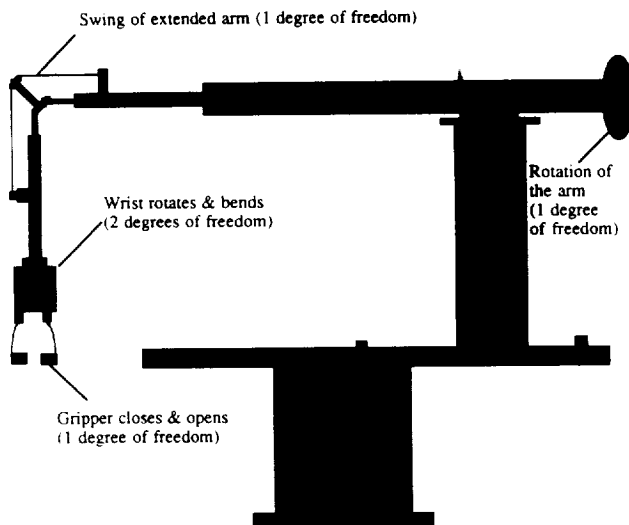 Swing of extended arm (1 degree of freedom)
Rotation of
the arm
(1 degree
of freedom)
Wrist rotates & bends
(2 degrees of freedom)
Gripper closes & opens
(1 degree of freedom)